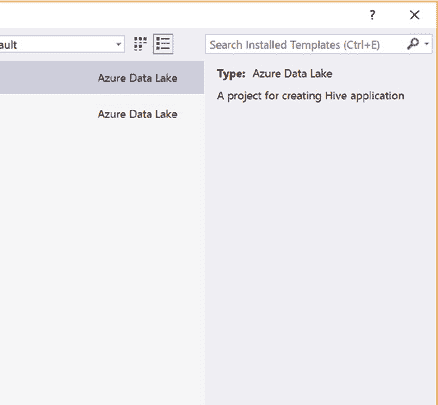 ?
ault
Search Installed Templates (Ctrl+E)
Azure Data Lake
Type: Azure Data Lake
A project for creating Hive application
Azure Data Lake